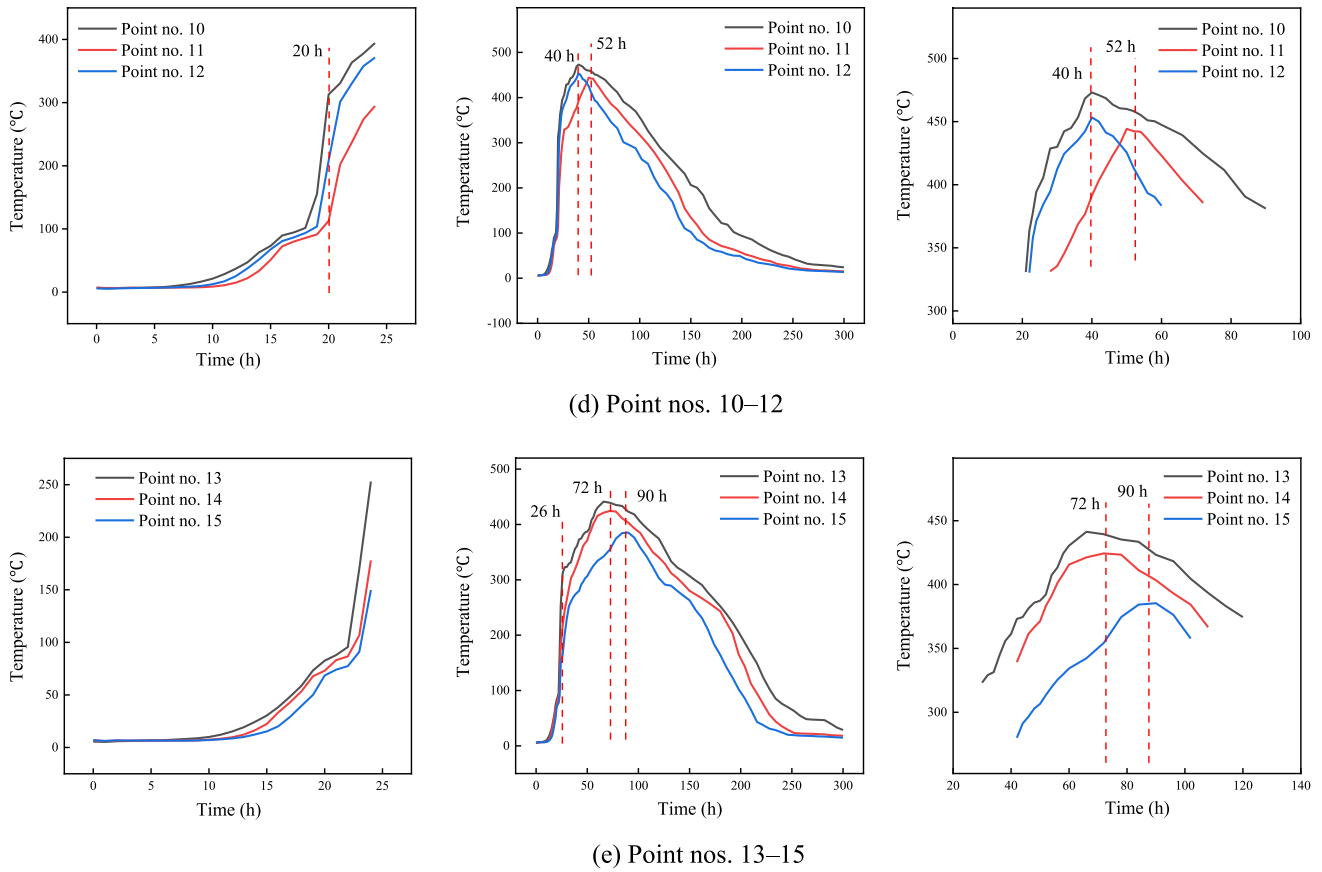 Point no. 10
Point no. 11
Point no. 12
20 h
400
300
200
100
0
0 5 10 15 20 25
Time (h)
Temperature (℃)
Point no. 10
Point no. 11
Point no. 12
40 h
52 h
500
400
300
200
100
0
-100
0 50 100 150 200 250 300
Time (h)
Temperature (℃)
Point no. 10
Point no. 11
Point no. 12
40 h
52 h
500
450
400
350
300
0 20 40 60 80 100
Time (h)
Temperature (℃)
(d) Point nos. 10–12
Point no. 13
Point no. 14
Point no. 15
250
200
150
100
50
0
0 5 10 15 20 25
Time (h)
Temperature (℃)
Point no. 13
Point no. 14
Point no. 15
26 h
72 h
90 h
500
400
300
200
100
0
0 50 100 150 200 250 300
Time (h)
Temperature (℃)
Point no. 13
Point no. 14
Point no. 15
72 h
90 h
450
400
350
300
20 40 60 80 100 120 140
Time (h)
Temperature (℃)
(e) Point nos. 13–15